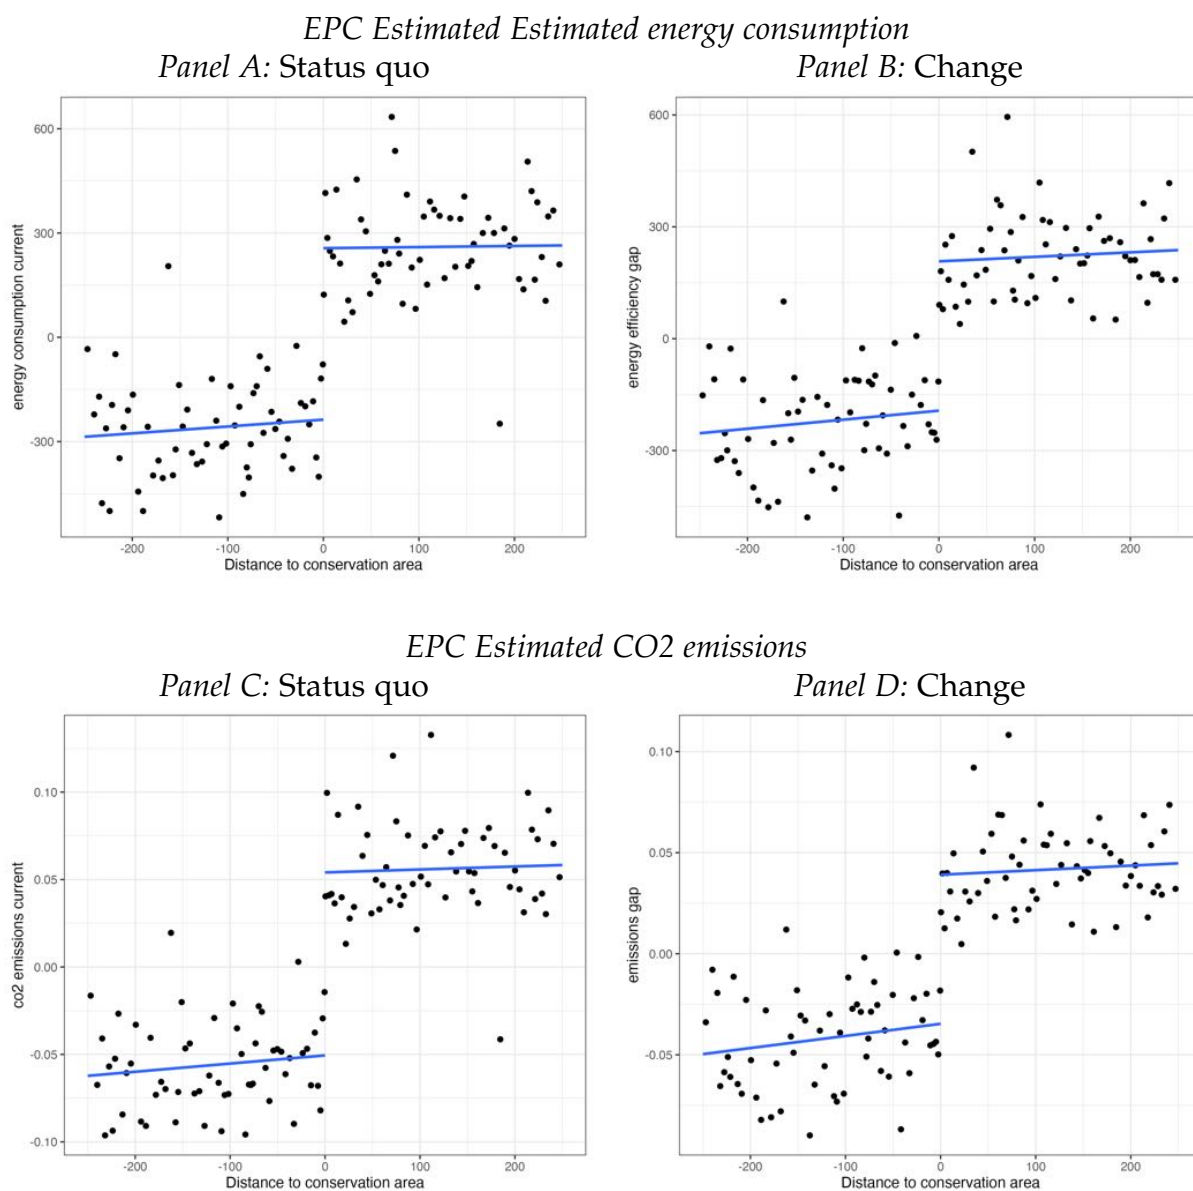 EPC Estimated Estimated energy consumption
Panel A: Status quo
Panel B: Change
600
300
0
-300
energy consumption current
-200 -100 0 100 200
Distance to conservation area
600
300
0
-300
energy efficiency gap
-200 -100 0 100 200
Distance to conservation area
EPC Estimated CO2 emissions
Panel C: Status quo
Panel D: Change
0.10
0.05
0.00
-0.05
-0.10
co2 emissions current
-200 -100 0 100 200
Distance to conservation area
0.10
0.05
0.00
-0.05
emissions gap
-200 -100 0 100 200
Distance to conservation area